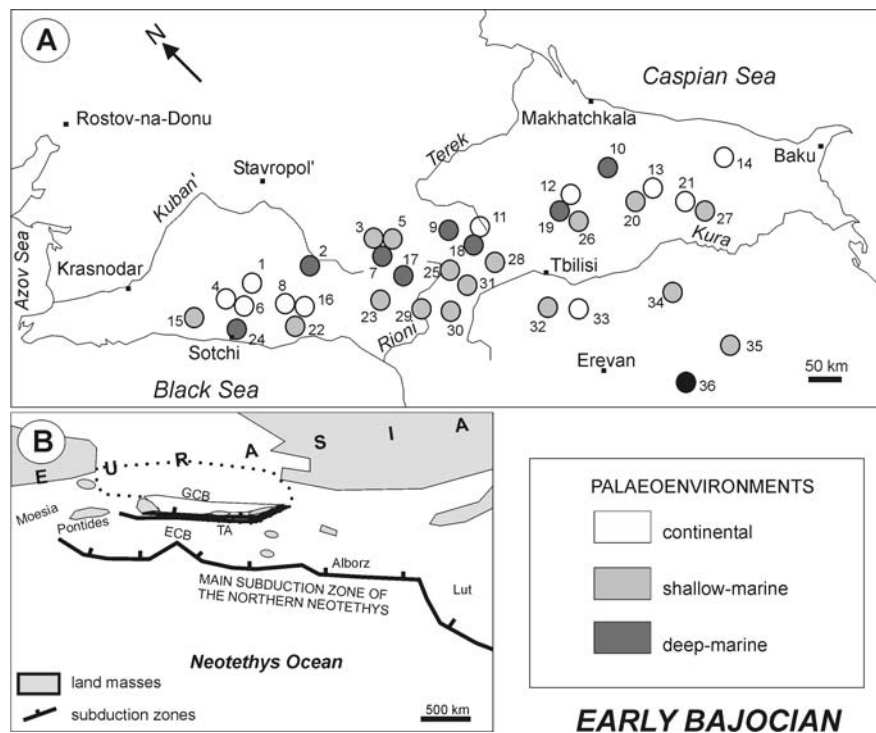 A
N
Rostov-na-Donu
Stavropol'
Kuban'
Azov Sea
Krasnodar
Terek
Caspian Sea
Makhatchkala
Baku
10
14
13
12
21
11
9
5
3
2
19
20
27
26
18
Kura
7
17
25
28
Tbilisi
1
4
8
31
6
16
15
23
29
30
32
33
34
24
22
Rioni
Sotchi
35
Erevan
Black Sea
36
50 km
B
E U R A S I A
GCB
Moesia
Pontides
TA
ECB
Alborz
MAIN SUBDUCTION ZONE OF
THE NORTHERN NEOTETHYS
Lut
Neotethys Ocean
land masses
subduction zones
500 km
PALAEOENVIRONMENTS
continental
shallow-marine
deep-marine
EARLY BAJOCIAN